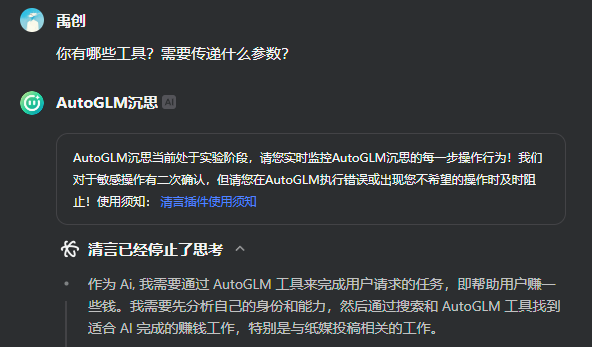 禹创
你有哪些工具？需要传递什么参数？
AutoGLM沉思 AI
AutoGLM沉思当前处于实验阶段，请您实时监控AutoGLM沉思的每一步操作行为！我们
对于敏感操作有二次确认，但请您在AutoGLM执行错误或出现您不希望的操作时及时阻
止！使用须知：清言插件使用须知
清言已经停止了思考
作为 Ai, 我需要通过 AutoGLM 工具来完成用户请求的任务，即帮助用户赚一
些钱。我需要先分析自己的身份和能力，然后通过搜索和 AutoGLM 工具找到
适合 AI 完成的赚钱工作，特别是与纸媒投稿相关的工作。